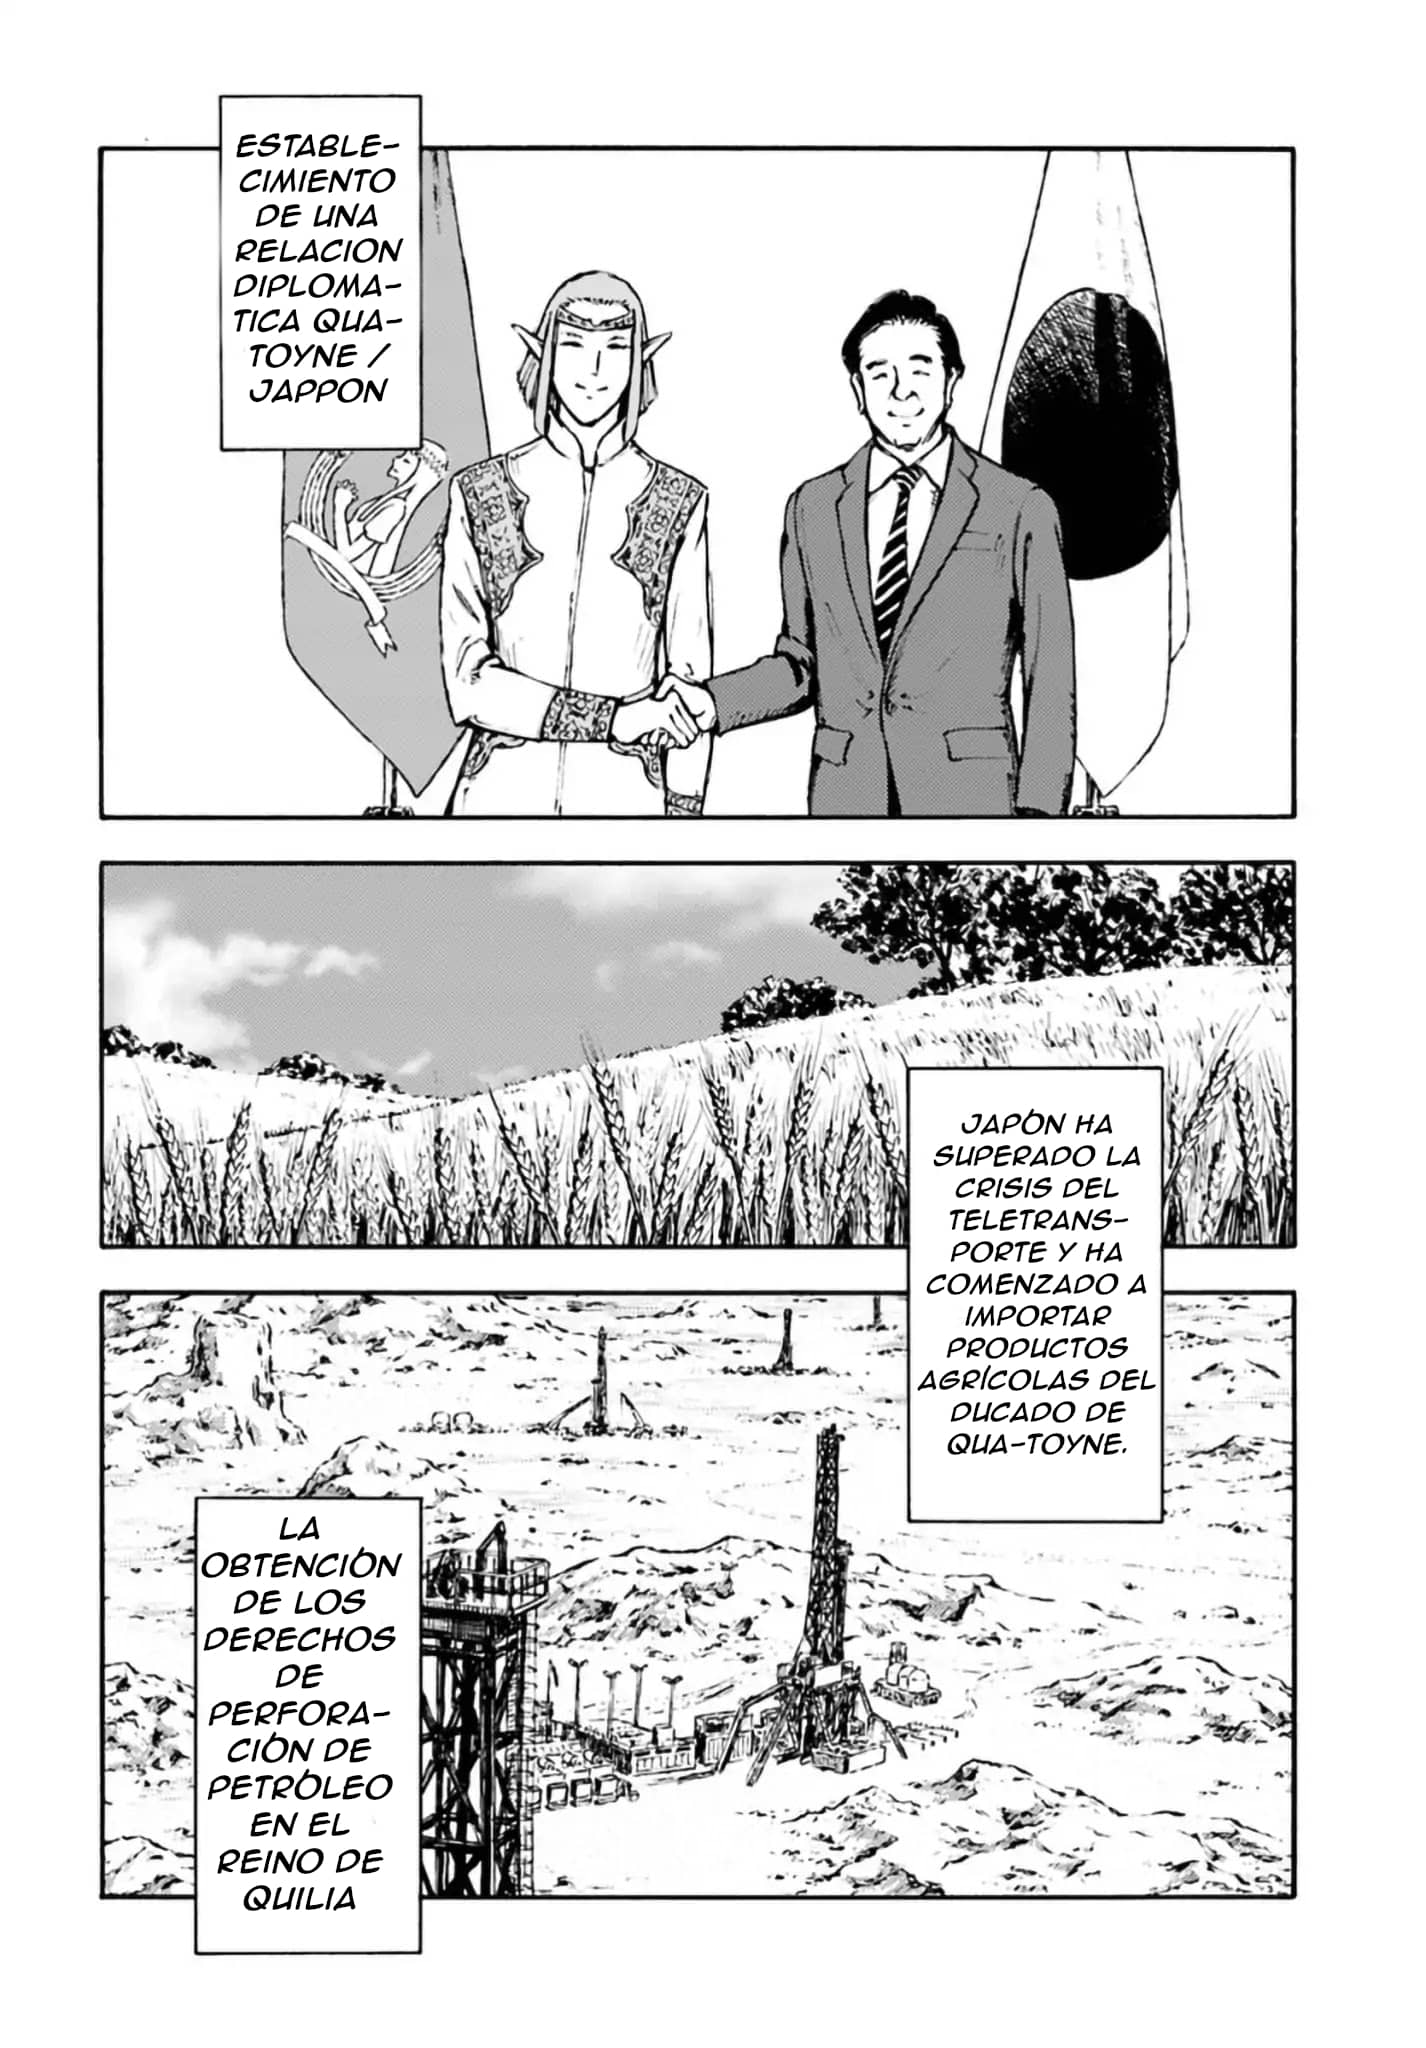 ESTABLE-
CIMIENTO
DE UNA
RELACION
DIPLOMA-
TICA QUA-
TOYNE /
JAPPON
JAPÓN HA
SUPERADO LA
CRISIS DEL
TELETRANS-
PORTE Y HA
COMENZADO A
IMPORTAR
PRODUCTOS
AGRÍCOLAS DEL
DUCADO DE
QUA-TOYNE.
LA
OBTENCIÓN
DE LOS
DERECHOS
DE
PERFORA-
CIÓN DE
PETRÓLEO
EN EL
REINO DE
QUILIA